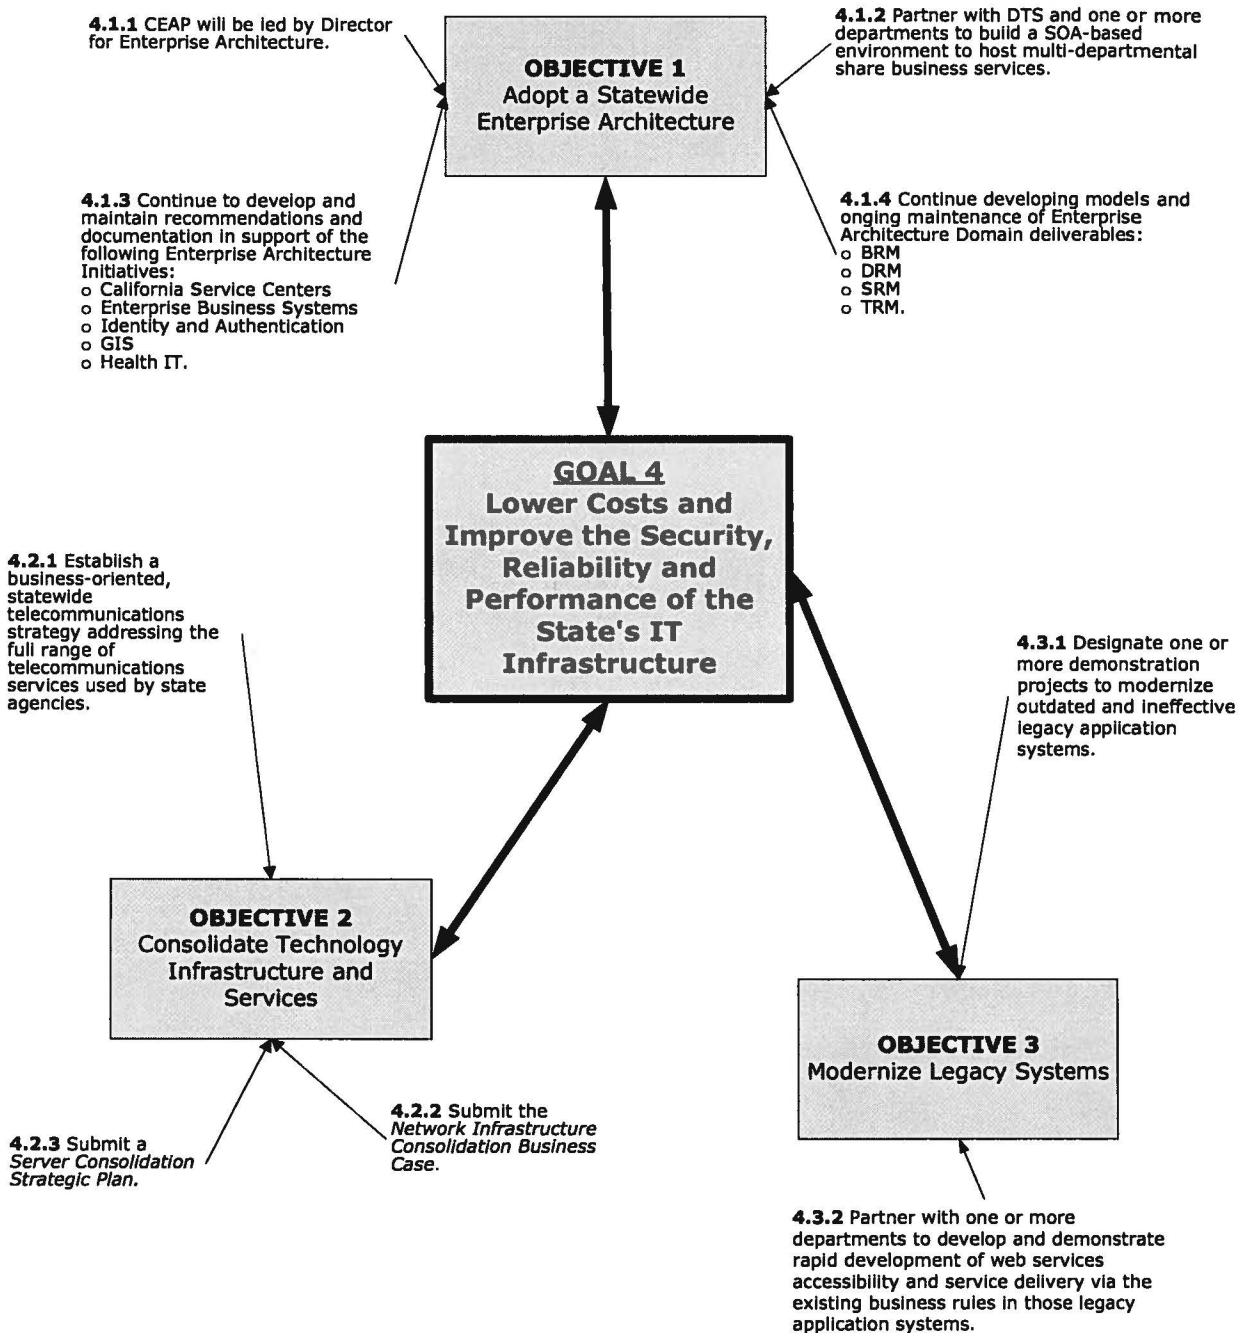 4.1.1 CEAP will be led by Director
for Enterprise Architecture.
OBJECTIVE 1
Adopt a Statewide
Enterprise Architecture
4.1.2 Partner with DTS and one or more
departments to build a SOA-based
environment to host multi-departmental
share business services.
4.1.3 Continue to develop and
maintain recommendations and
documentation in support of the
following Enterprise Architecture
Initiatives:
o California Service Centers
o Enterprise Business Systems
o Identity and Authentication
o GIS
o Health IT.
4.1.4 Continue developing models and
onging maintenance of Enterprise
Architecture Domain deliverables:
o BRM
o DRM
o SRM
o TRM.
GOAL 4
Lower Costs and
Improve the Security,
Reliability and
Performance of the
State's IT
Infrastructure
4.2.1 Establish a
business-oriented,
statewide
telecommunications
strategy addressing the
full range of
telecommunications
services used by state
agencies.
4.3.1 Designate one or
more demonstration
projects to modernize
outdated and ineffective
legacy application
systems.
OBJECTIVE 2
Consolidate Technology
Infrastructure and
Services
OBJECTIVE 3
Modernize Legacy Systems
4.2.3 Submit a
Server Consolidation
Strategic Plan.
4.2.2 Submit the
Network Infrastructure
Consolidation Business
Case.
4.3.2 Partner with one or more
departments to develop and demonstrate
rapid development of web services
accessibility and service delivery via the
existing business rules in those legacy
application systems.